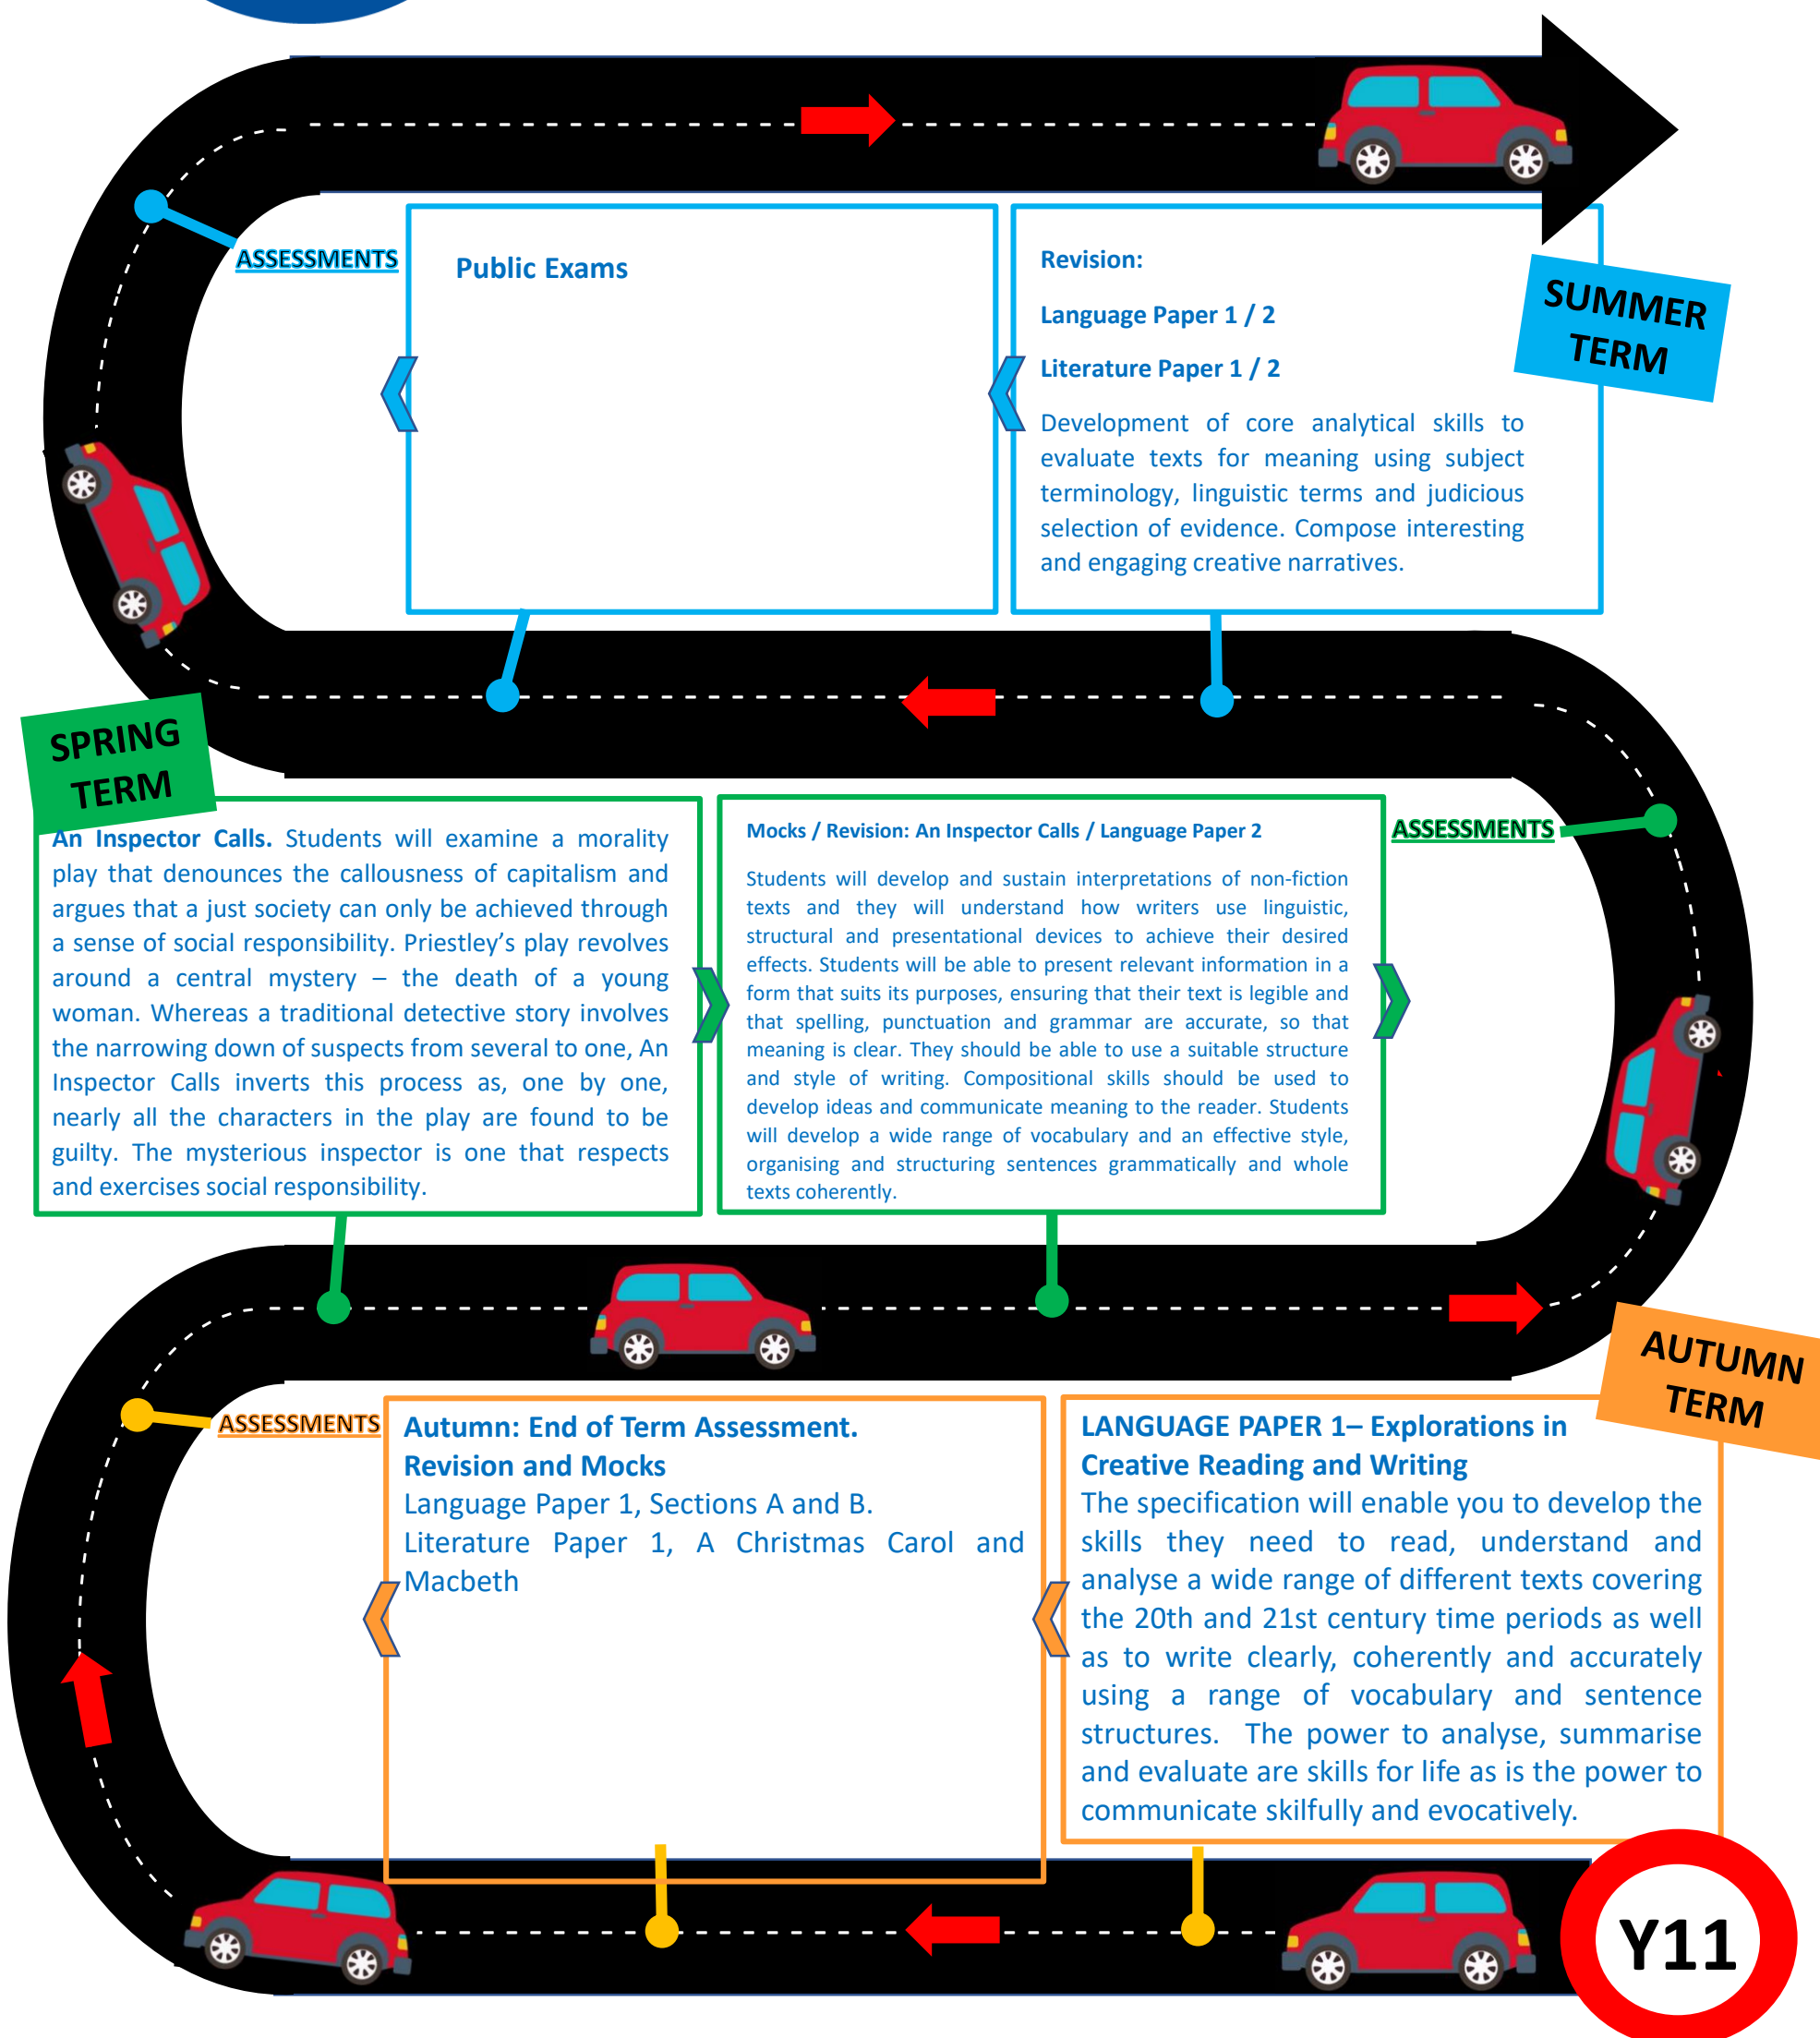 ASSESSMENTS
Public Exams
Revision:
Language Paper 1 / 2
Literature Paper 1 / 2
Development of core analytical skills to
evaluate texts for meaning using subject
terminology, linguistic terms and judicious
selection of evidence. Compose interesting
and engaging creative narratives.
SUMMER
TERM
SPRING
TERM
An Inspector Calls. Students will examine a morality
play that denounces the callousness of capitalism and
argues that a just society can only be achieved through
a sense of social responsibility. Priestley’s play revolves
around a central mystery – the death of a young
woman. Whereas a traditional detective story involves
the narrowing down of suspects from several to one, An
Inspector Calls inverts this process as, one by one,
nearly all the characters in the play are found to be
guilty. The mysterious inspector is one that respects
and exercises social responsibility.
Mocks / Revision: An Inspector Calls / Language Paper 2
Students will develop and sustain interpretations of non-fiction
texts and they will understand how writers use linguistic,
structural and presentational devices to achieve their desired
effects. Students will be able to present relevant information in a
form that suits its purposes, ensuring that their text is legible and
that spelling, punctuation and grammar are accurate, so that
meaning is clear. They should be able to use a suitable structure
and style of writing. Compositional skills should be used to
develop ideas and communicate meaning to the reader. Students
will develop a wide range of vocabulary and an effective style,
organising and structuring sentences grammatically and whole
texts coherently.
ASSESSMENTS
AUTUMN
TERM
ASSESSMENTS
Autumn: End of Term Assessment.
Revision and Mocks
Language Paper 1, Sections A and B.
Literature Paper 1, A Christmas Carol and
Macbeth
LANGUAGE PAPER 1– Explorations in
Creative Reading and Writing
The specification will enable you to develop the
skills they need to read, understand and
analyse a wide range of different texts covering
the 20th and 21st century time periods as well
as to write clearly, coherently and accurately
using a range of vocabulary and sentence
structures. The power to analyse, summarise
and evaluate are skills for life as is the power to
communicate skilfully and evocatively.
Y11